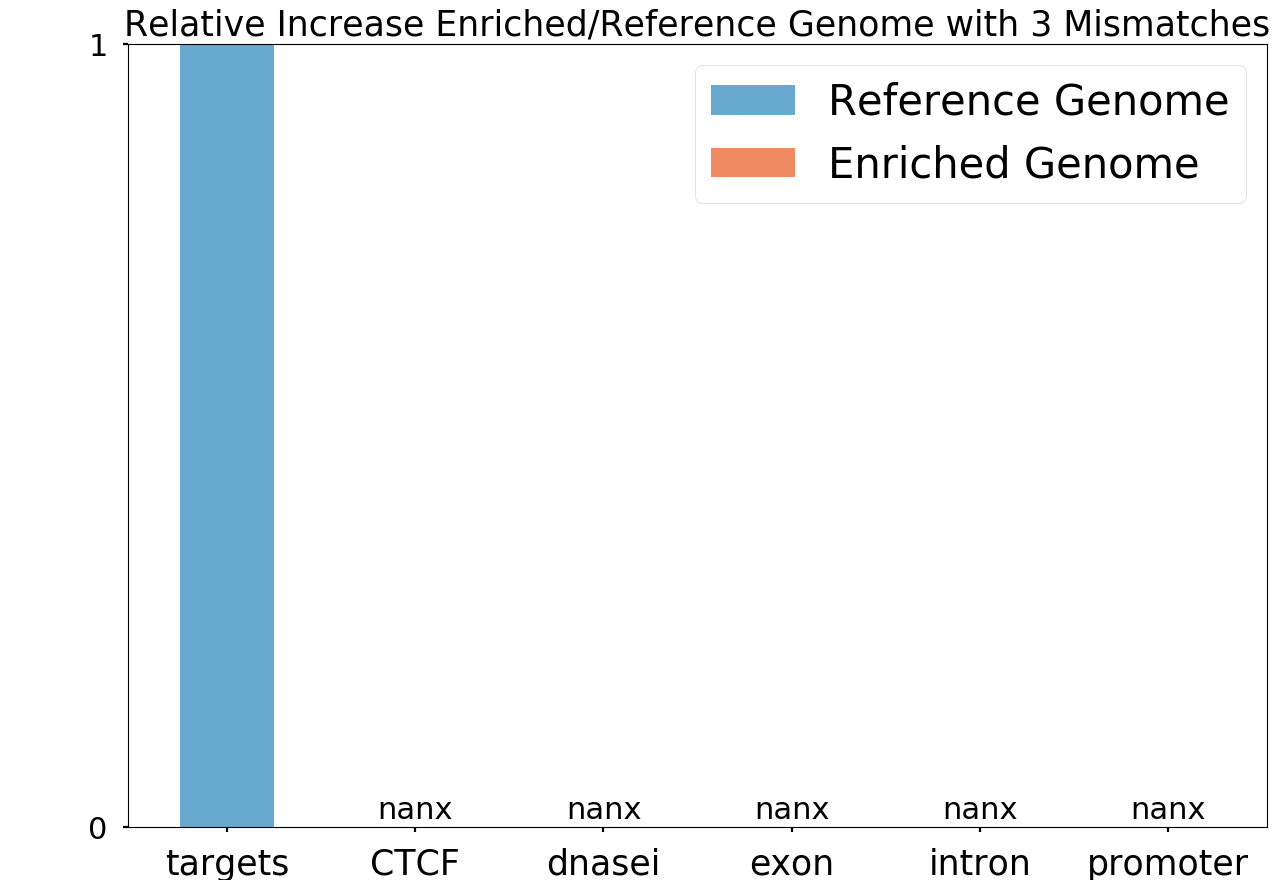 Relative Increase Enriched/Reference Genome with 3 Mismatches
1
Reference Genome
Enriched Genome
nanx nanx nanx nanx nanx
0
targets CTCF dnasei exon intron promoter